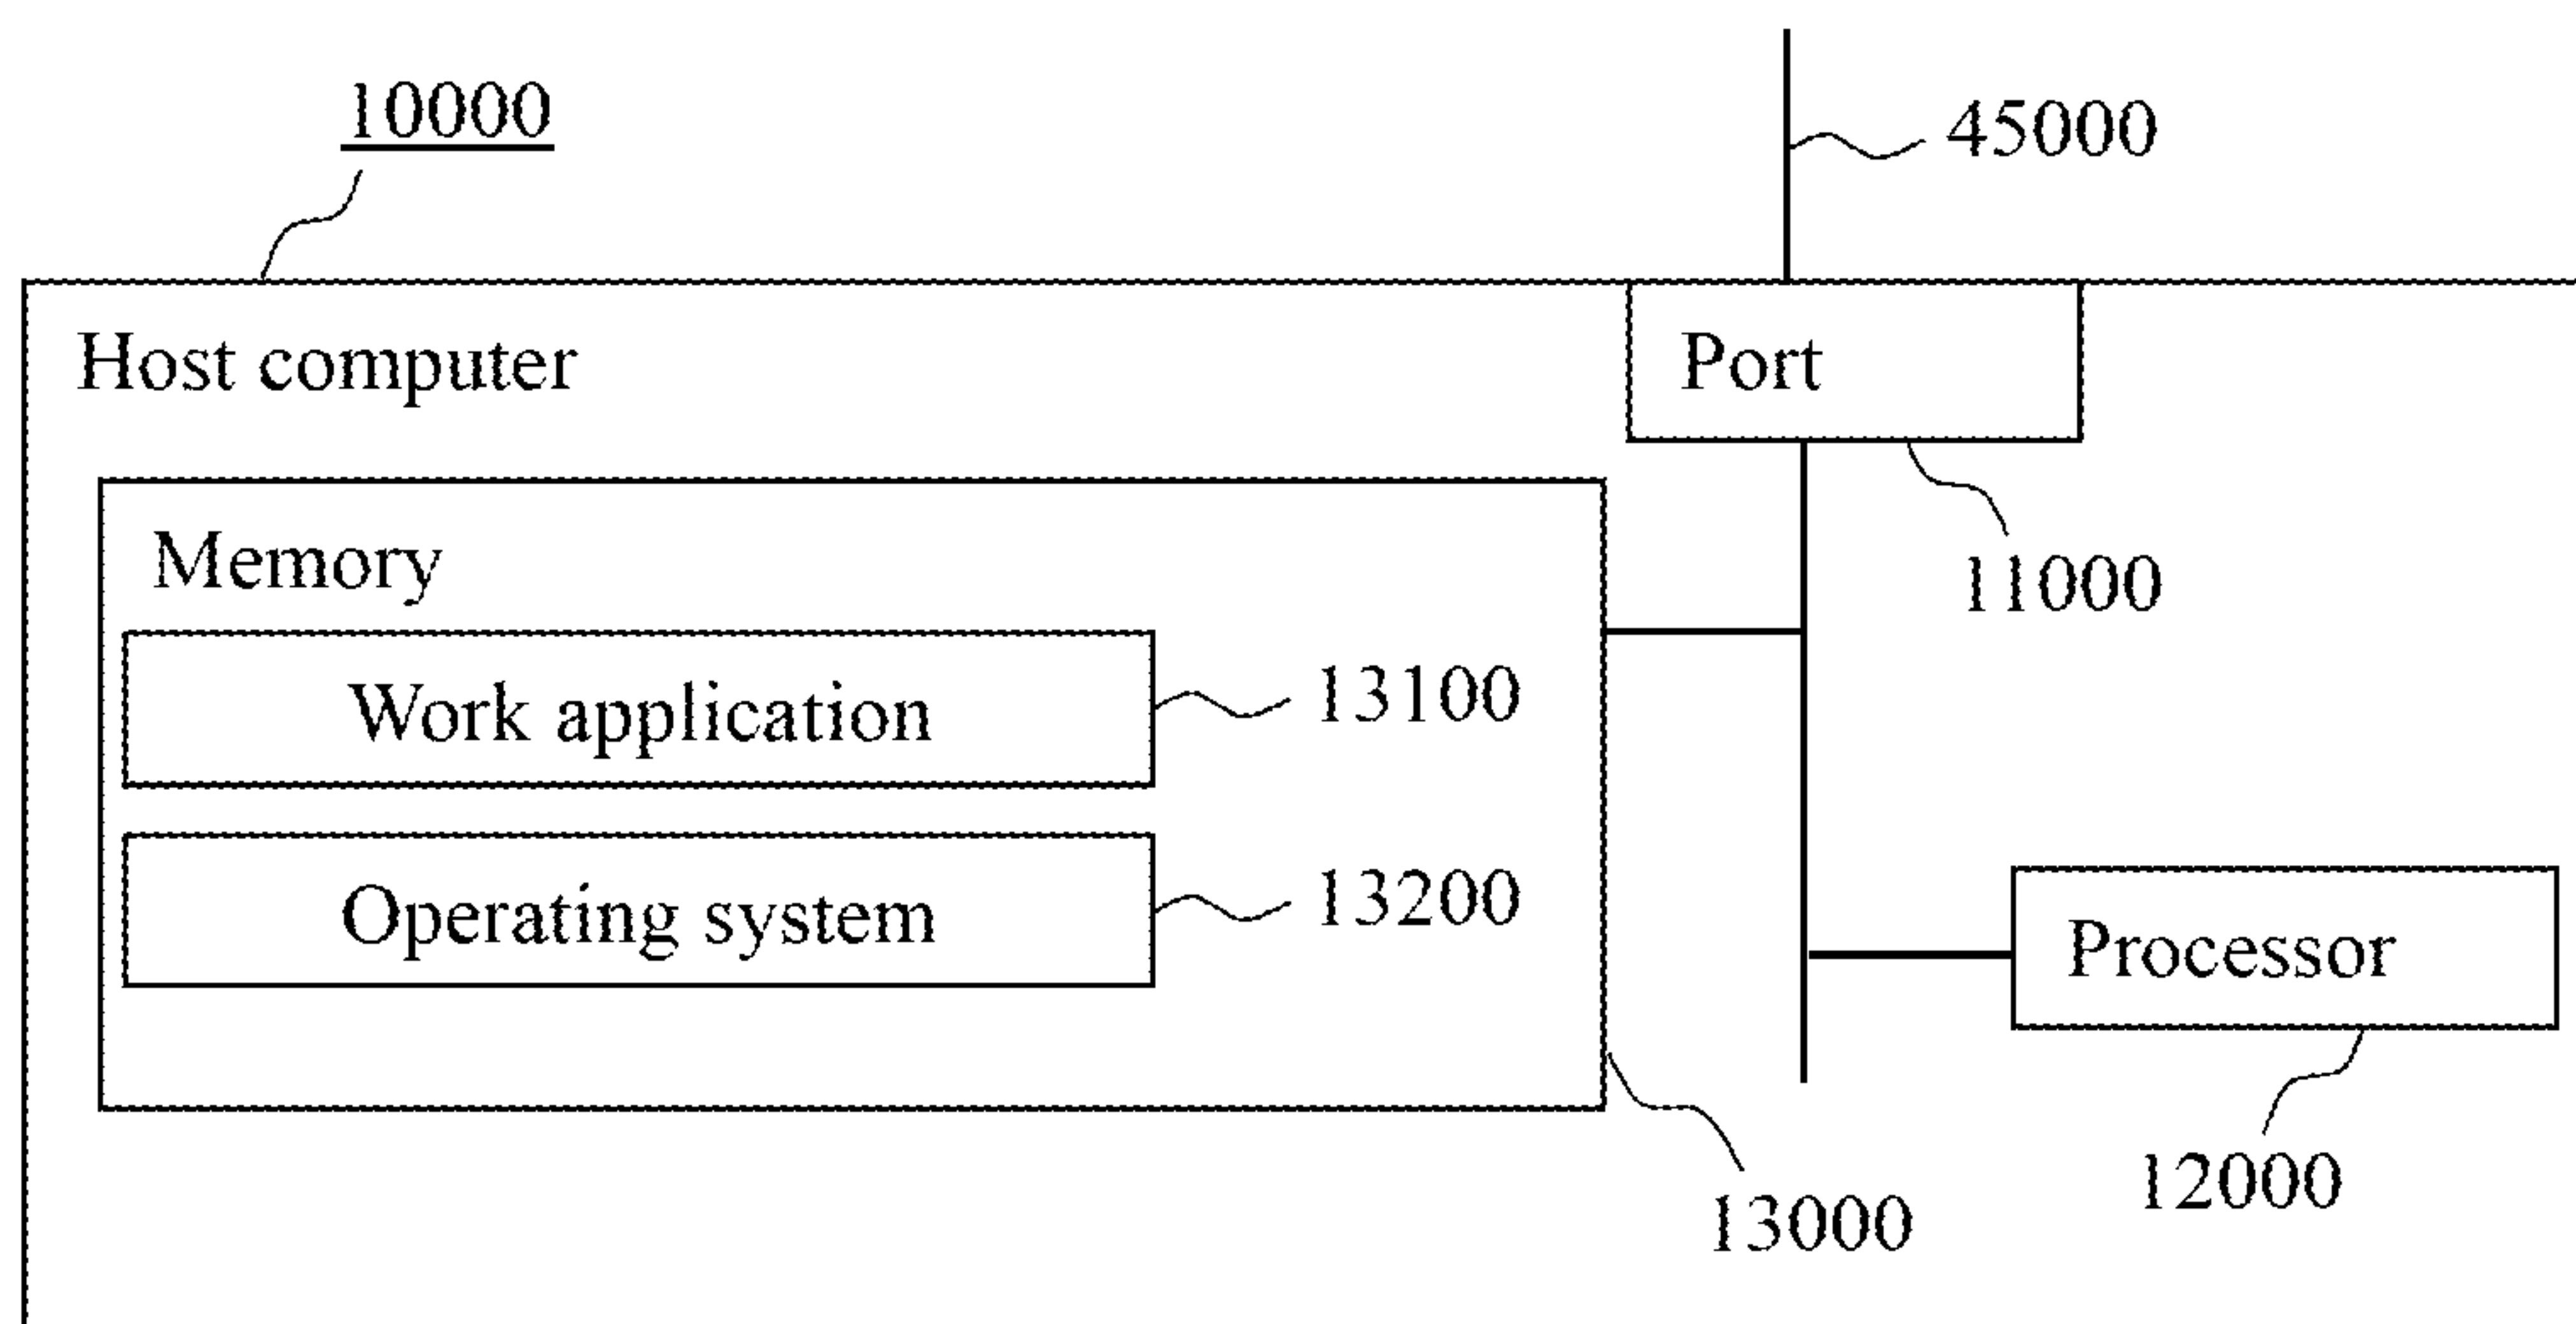 10000
45000
Host computer
Port
11000
Memory
Work application
13100
Operating system
13200
Processor
12000
13000